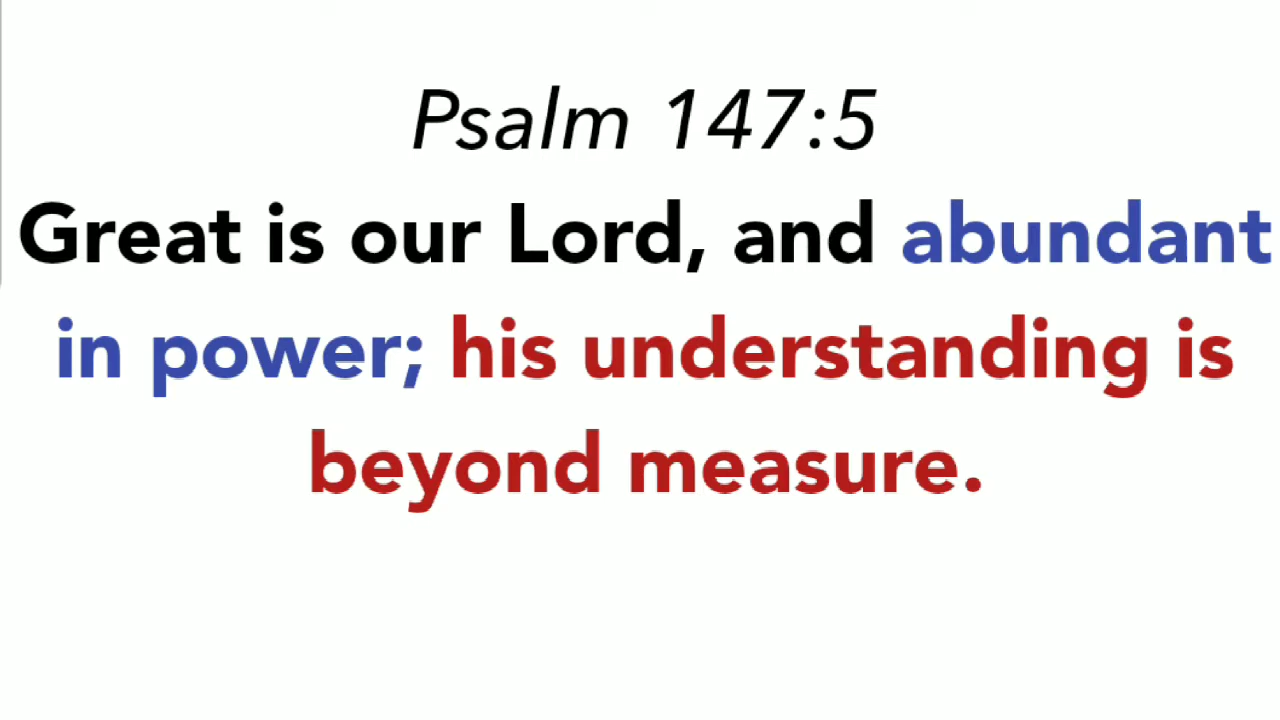 Psalm 147:5
Great is our Lord, and abundant
in power; his understanding is
beyond measure.